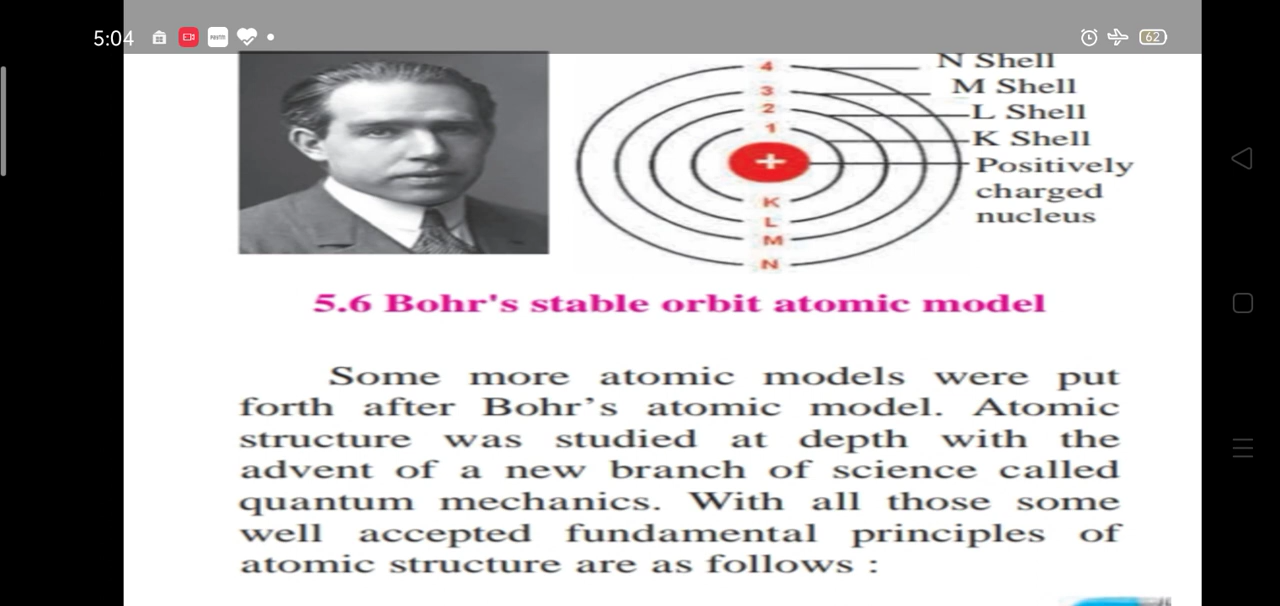 5:04
62
4
3
2
1
+
K
L
M
N
N Shell
M Shell
L Shell
K Shell
Positively
charged
nucleus
5.6 Bohr's stable orbit atomic model
Some more atomic models were put
forth after Bohr's atomic model. Atomic
structure was studied at depth with the
advent of a new branch of science called
quantum mechanics. With all those some
well accepted fundamental principles of
atomic structure are as follows :